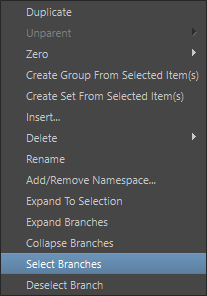 Duplicate
Unparent
Zero
Create Group From Selected Item(s)
Create Set From Selected Item(s)
Insert...
Delete
Rename
Add/Remove Namespace...
Expand To Selection
Expand Branches
Collapse Branches
Select Branches
Deselect Branch